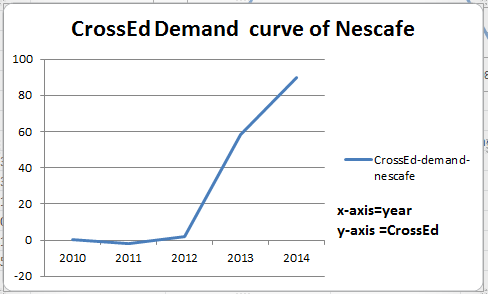 CrossEd Demand curve of Nescafe
100
80
60
40
20
0
-20
2010 2011 2012 2013 2014
CrossEd-demand-
nescafe
x-axis=year
y-axis =CrossEd